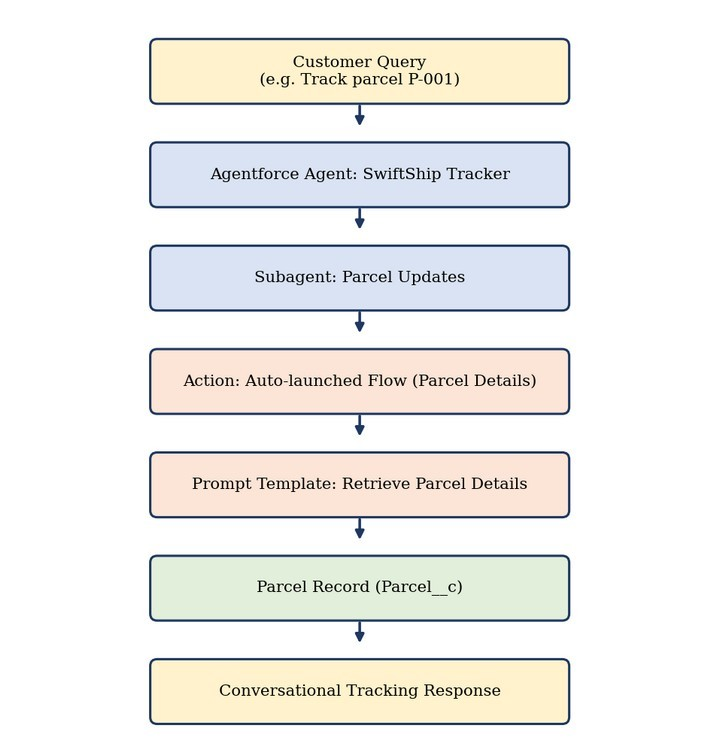 Customer Query
(e.g. Track parcel P-001)
Agentforce Agent: SwiftShip Tracker
Subagent: Parcel Updates
Action: Auto-launched Flow (Parcel Details)
Prompt Template: Retrieve Parcel Details
Parcel Record (Parcel__c)
Conversational Tracking Response